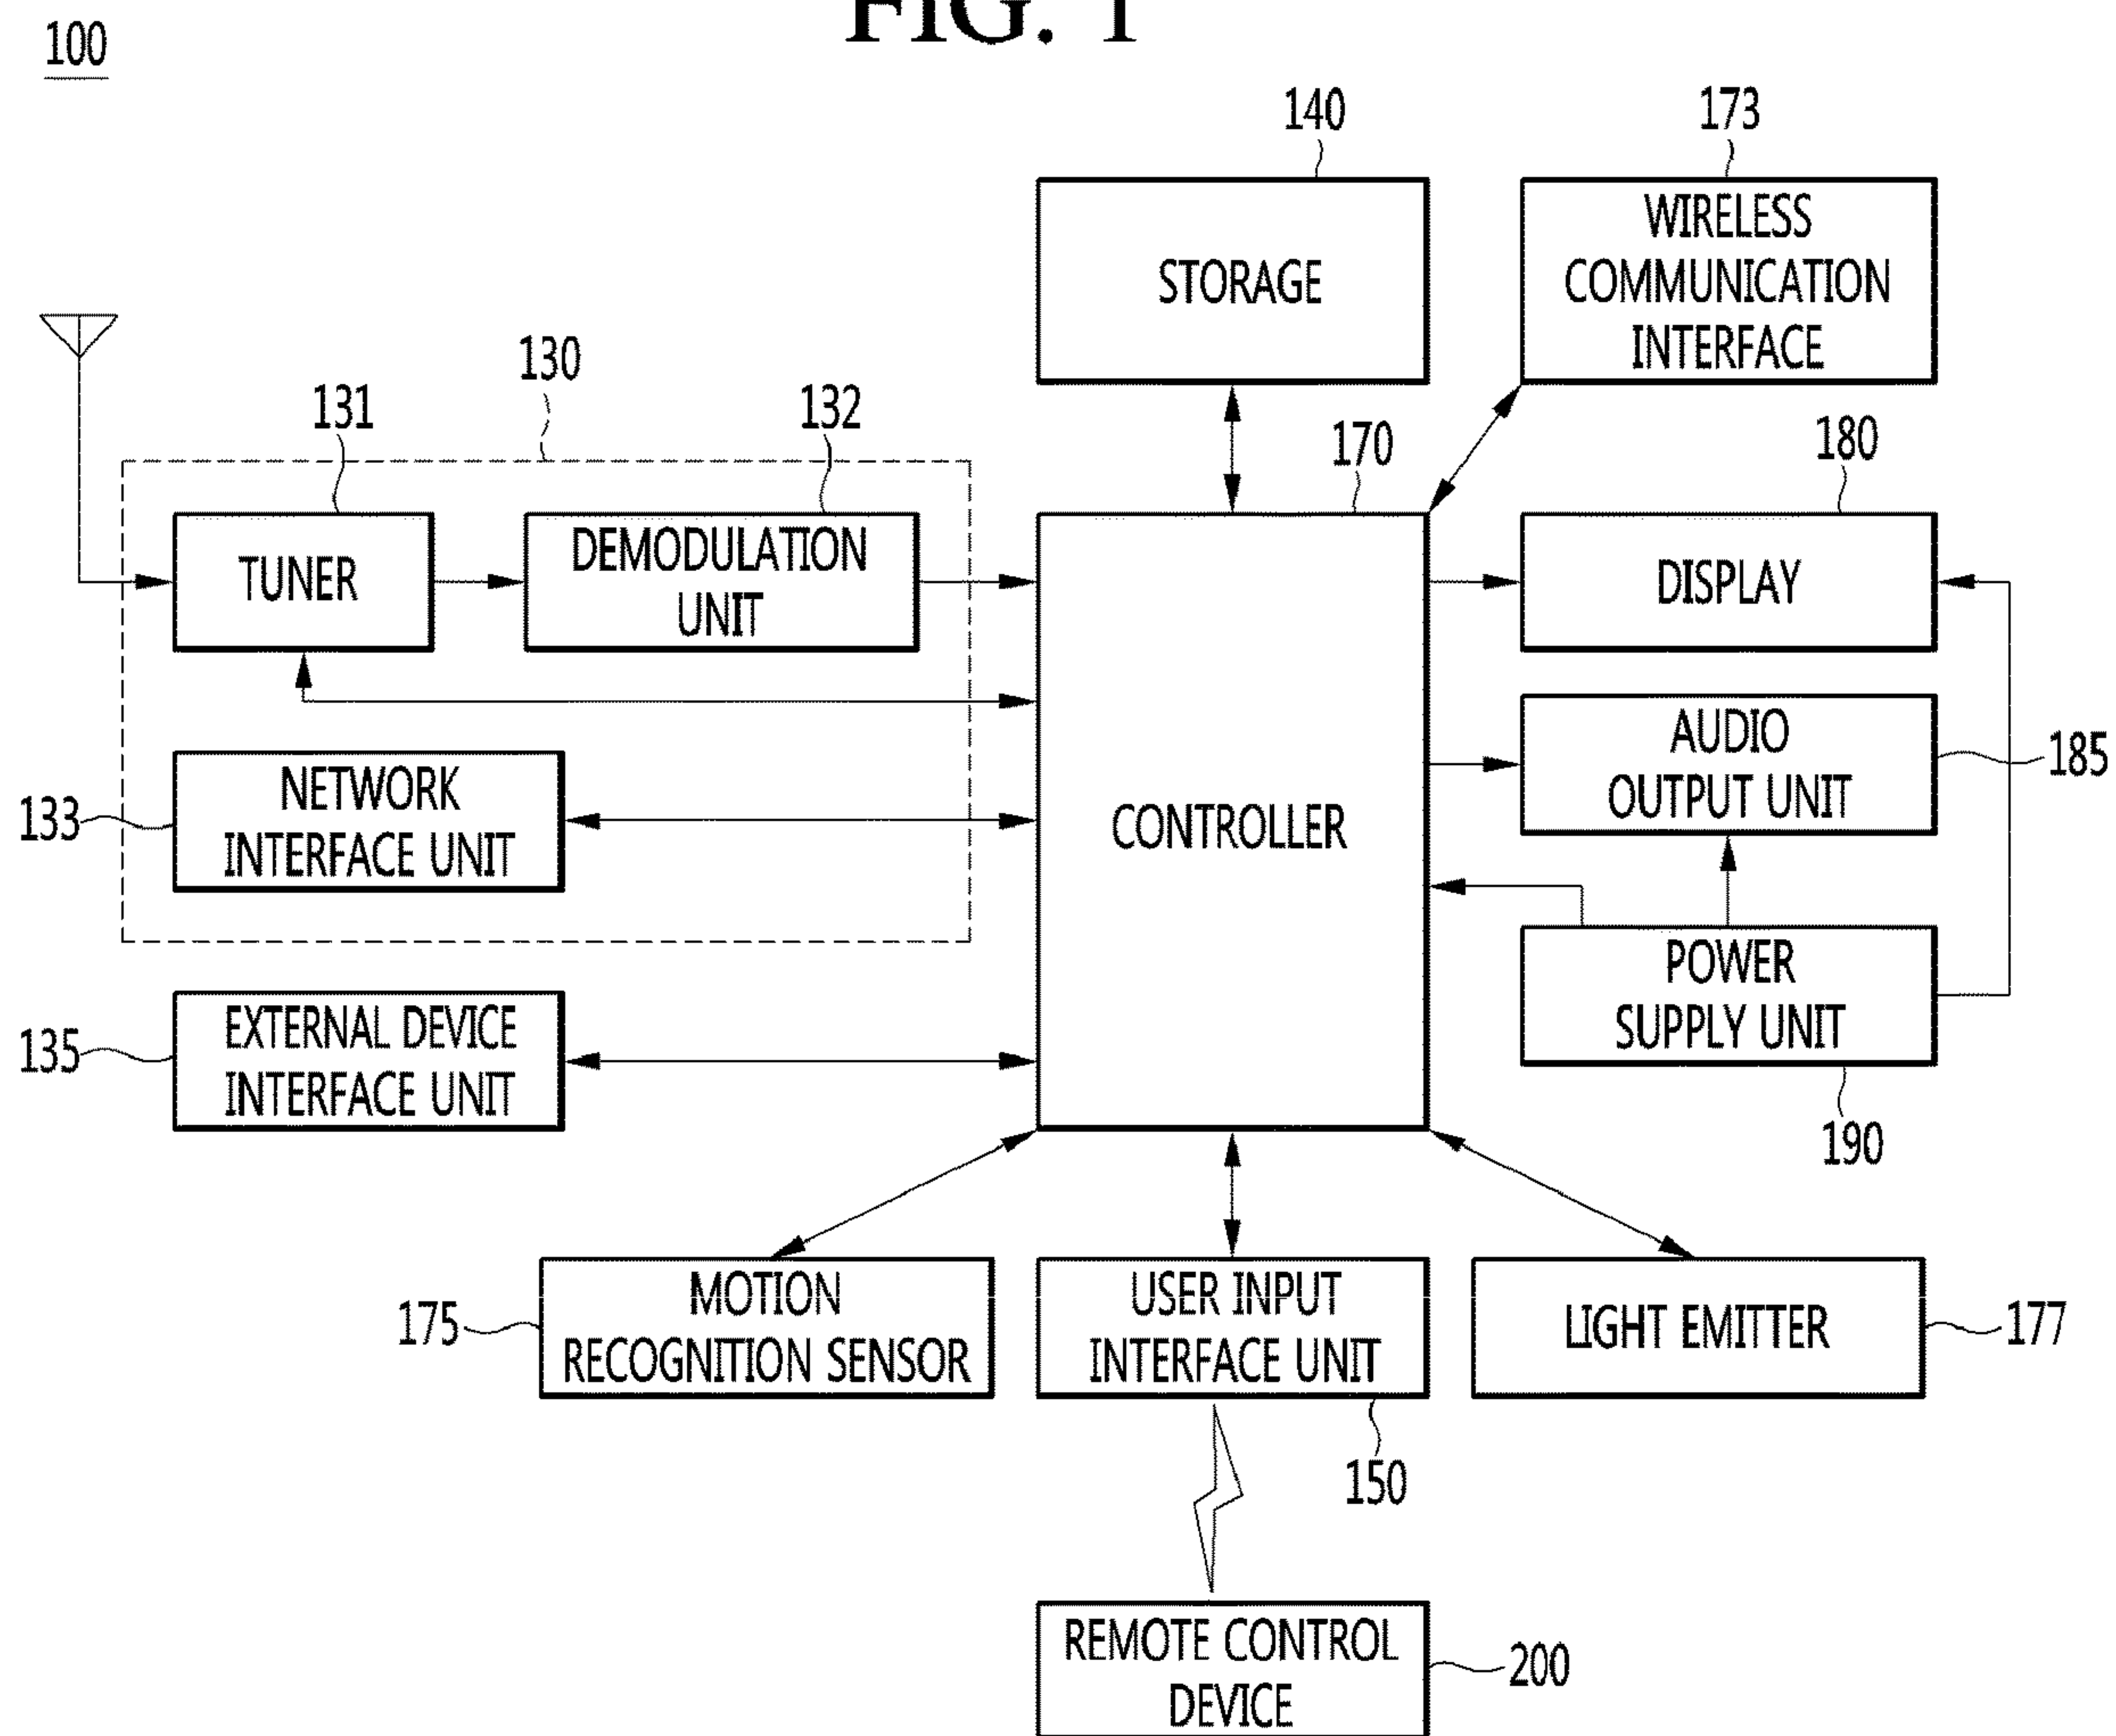 FIG. 1
100
140
173
STORAGE
WIRELESS
COMMUNICATION
INTERFACE
130
131
132
170
180
TUNER
DEMODULATION
UNIT
DISPLAY
CONTROLLER
AUDIO
OUTPUT UNIT
185
133
NETWORK
INTERFACE UNIT
POWER
SUPPLY UNIT
190
135
EXTERNAL DEVICE
INTERFACE UNIT
175
MOTION
RECOGNITION SENSOR
USER INPUT
INTERFACE UNIT
150
LIGHT EMITTER
177
REMOTE CONTROL
DEVICE
200